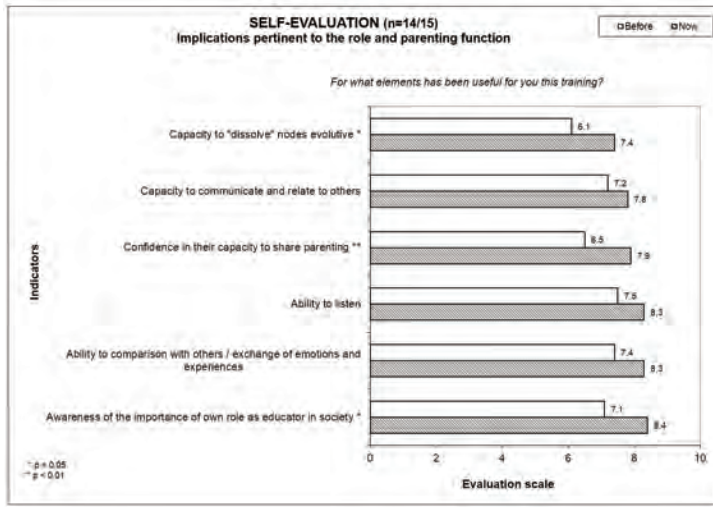 SELF-EVALUATION (n=14/15)
Implications pertinent to the role and parenting function
Before Now
For what elements has been useful for you this training?
Capacity to "dissolve" nodes evolutive *
6.1
7.4
Capacity to communicate and relate to others
7.2
7.8
Confidence in their capacity to share parenting **
6.5
7.9
Ability to listen
7.5
8.3
Ability to comparison with others / exchange of emotions and
experiences
7.4
8.3
Awareness of the importance of own role as educator in society *
7.1
8.4
Indicators
0 2 4 6 8 10
Evaluation scale
* p < 0.05
** p < 0.01